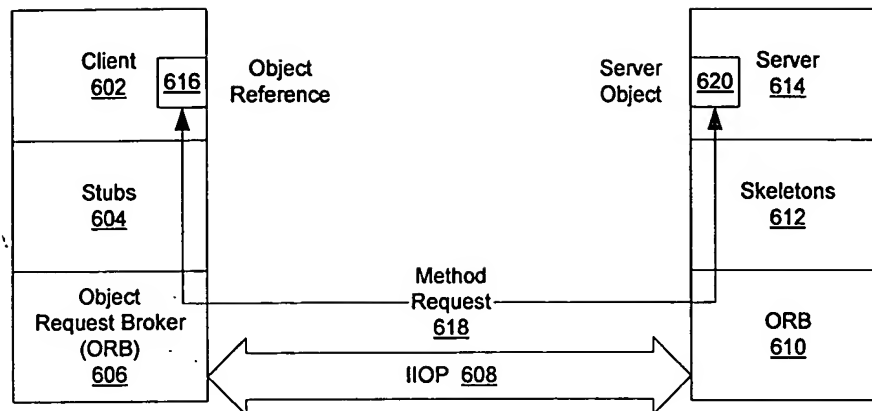 Client
602
616
Object
Reference
Server
Object
620
Server
614
Stubs
604
Skeletons
612
Object
Request Broker
(ORB)
606
Method
Request
618
ORB
610
IIOP 608